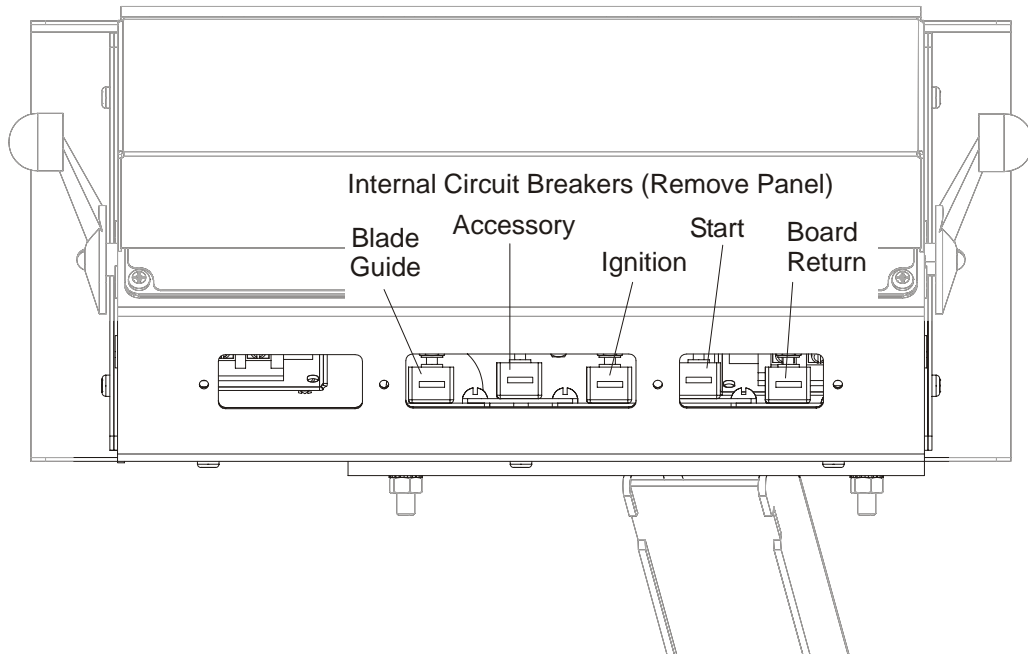 Internal Circuit Breakers (Remove Panel)
Blade
Guide
Accessory
Ignition
Start
Board
Return